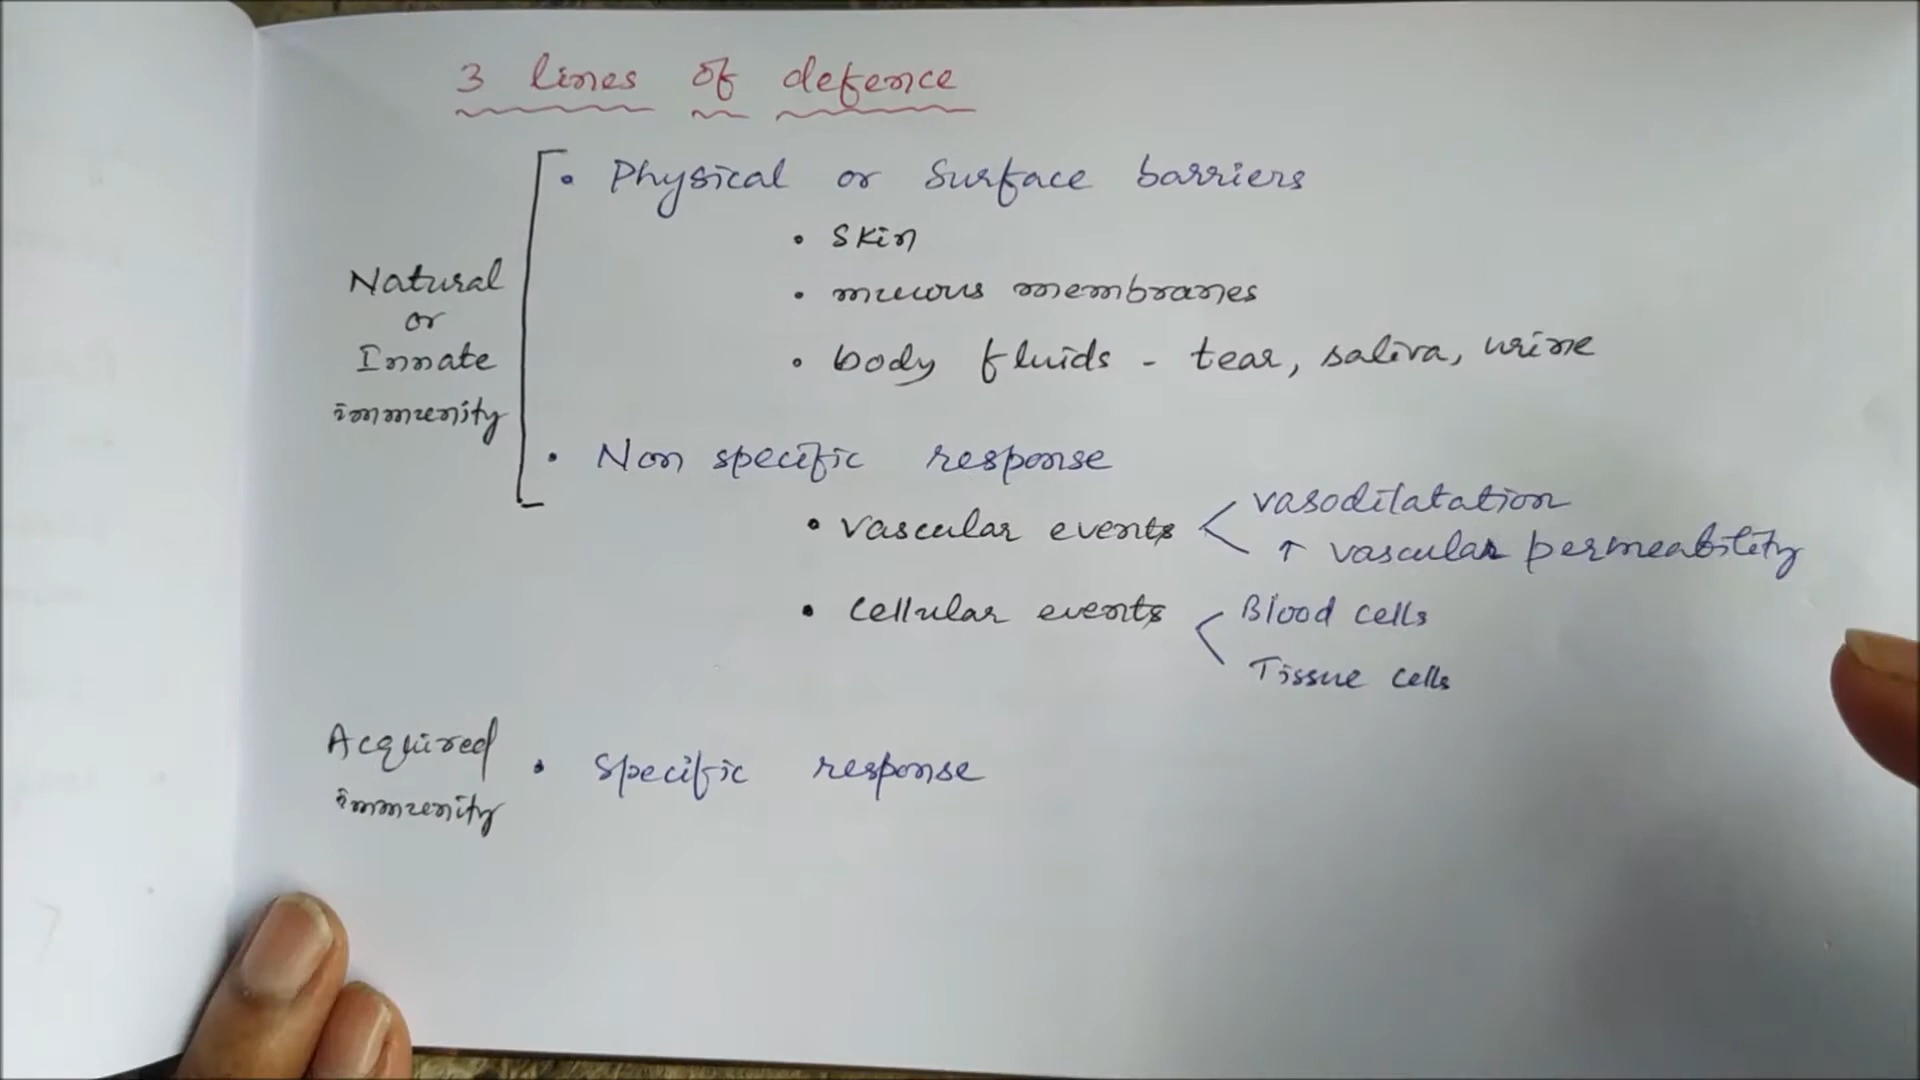 3 lines of defence
• Physical or Surface barriers
• Skin
• mucous membranes
• body fluids - tear, saliva, urine
Natural
or
Innate
immunity
• Non specific response
• vascular events
vasodilatation
↑ vascular permeability
• cellular events
Blood cells
Tissue cells
Acquired
immunity
• Specific response